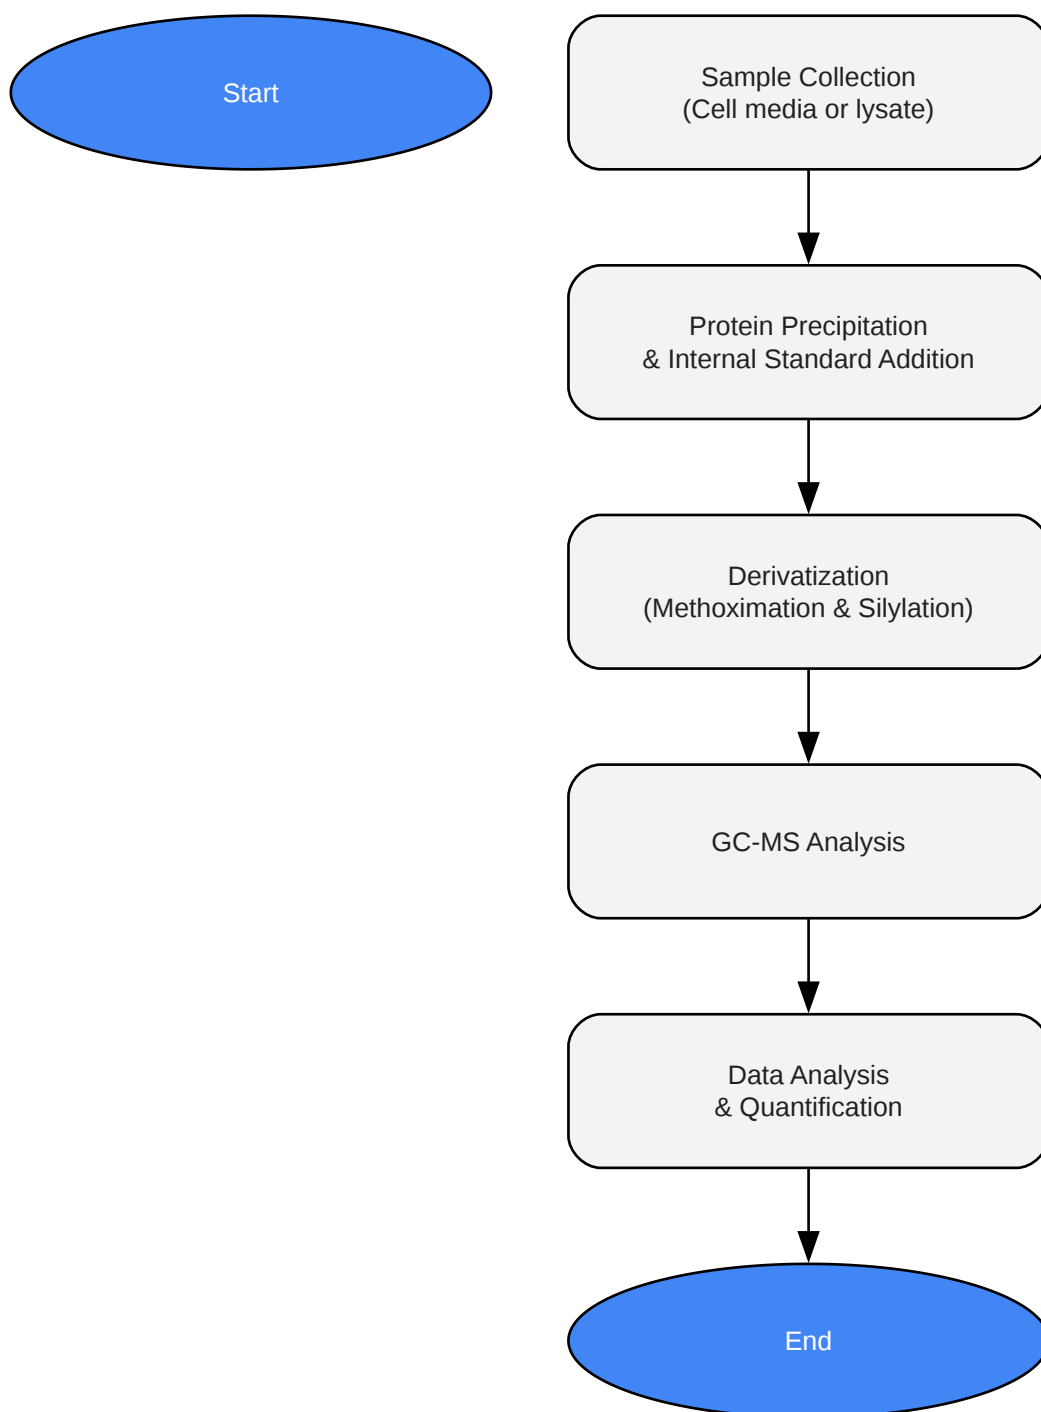 Start
Sample Collection
(Cell media or lysate)
Protein Precipitation
& Internal Standard Addition
Derivatization
(Methoximation & Silylation)
GC-MS Analysis
Data Analysis
& Quantification
End